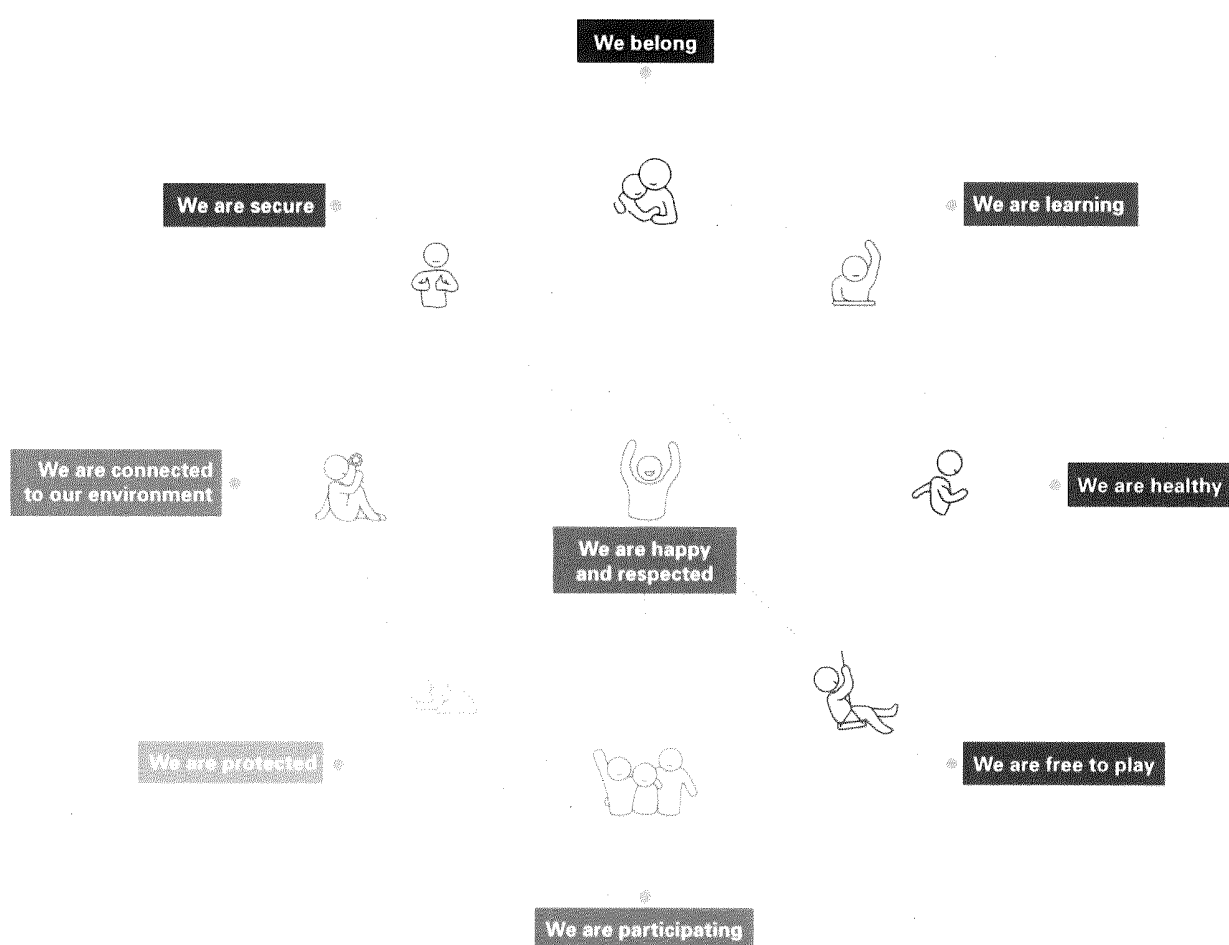 We belong
We are secure
We are learning
We are connected
to our environment
We are healthy
We are happy
and respected
We are protected
We are free to play
We are participating